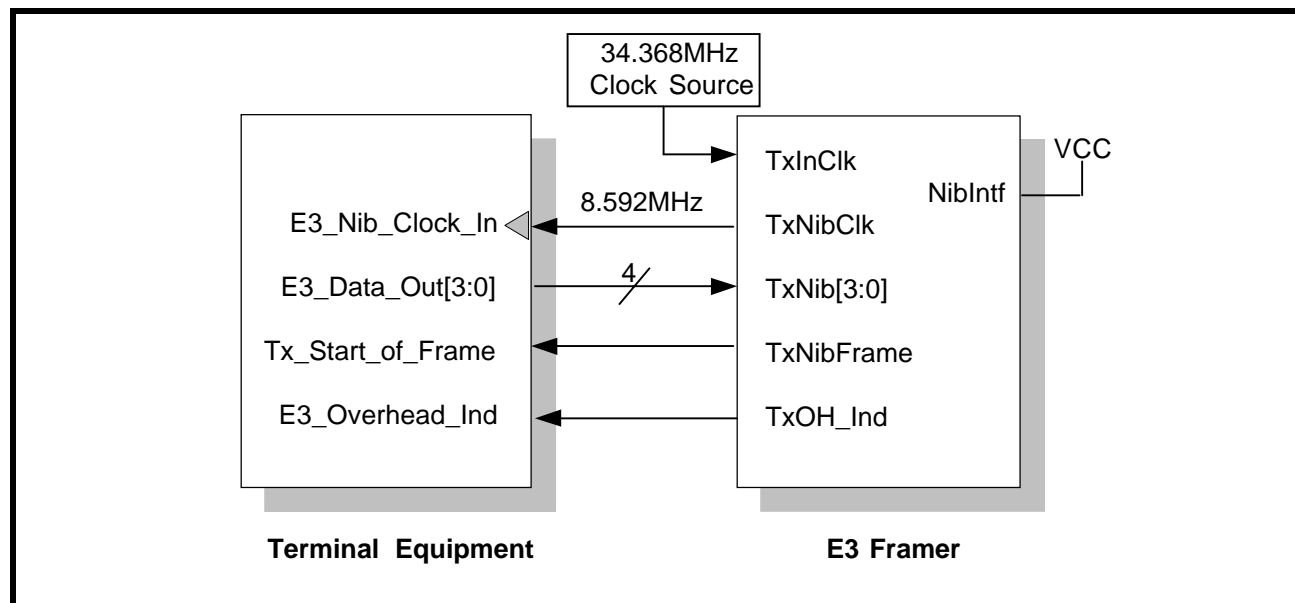 34.368MHz
Clock Source
TxInClk
VCC
NibIntf
8.592MHz
E3_Nib_Clock_In
TxNibClk
4
E3_Data_Out[3:0]
TxNib[3:0]
Tx_Start_of_Frame
TxNibFrame
E3_Overhead_Ind
TxOH_Ind
Terminal Equipment
E3 Framer